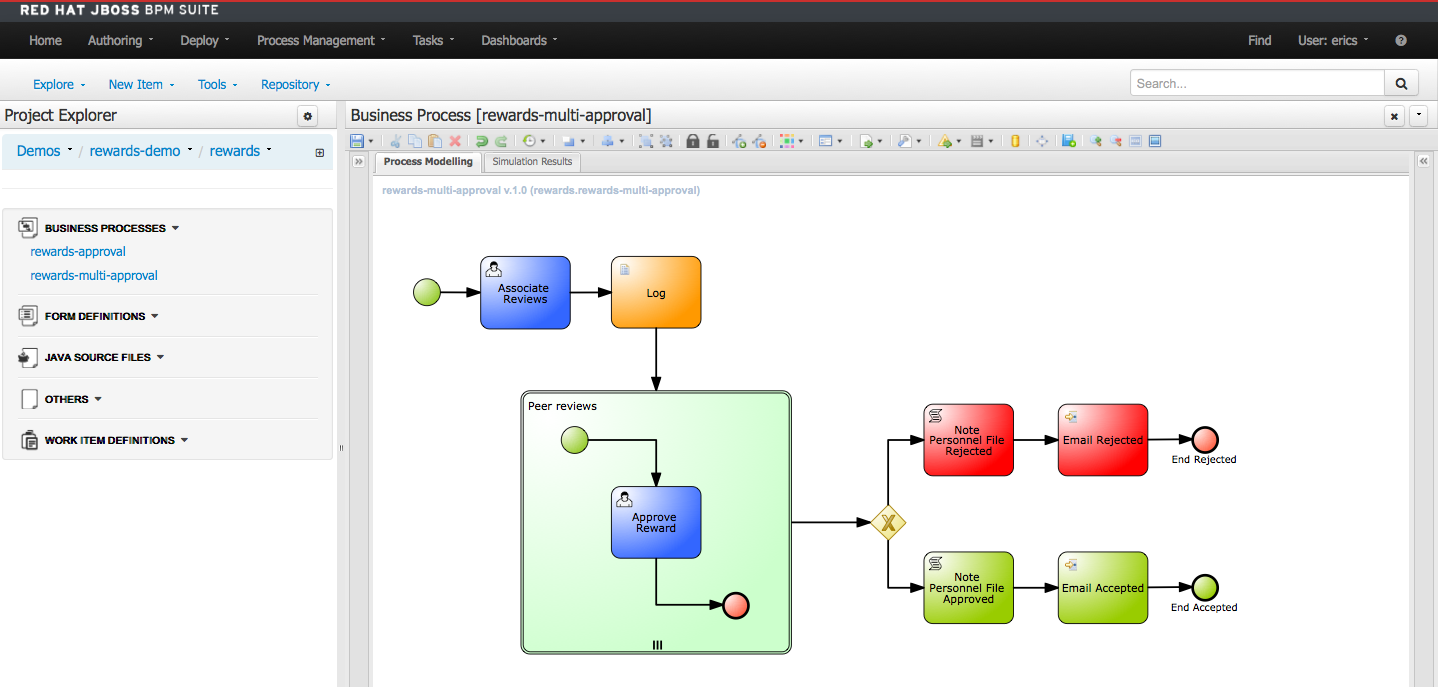 RED HAT JBOSS BPM SUITE
Home Authoring Deploy Process Management Tasks Dashboards Find User: erics
Explore New Item Tools Repository Search...
Project Explorer
Demos / rewards-demo / rewards
BUSINESS PROCESSES
rewards-approval
rewards-multi-approval
FORM DEFINITIONS
JAVA SOURCE FILES
OTHERS
WORK ITEM DEFINITIONS
Business Process [rewards-multi-approval]
Process Modelling Simulation Results
rewards-multi-approval v.1.0 (rewards.rewards-multi-approval)
Associate
Reviews
Log
Peer reviews
Approve
Reward
Note
Personnel File
Rejected
Email Rejected
End Rejected
X
Note
Personnel File
Approved
Email Accepted
End Accepted